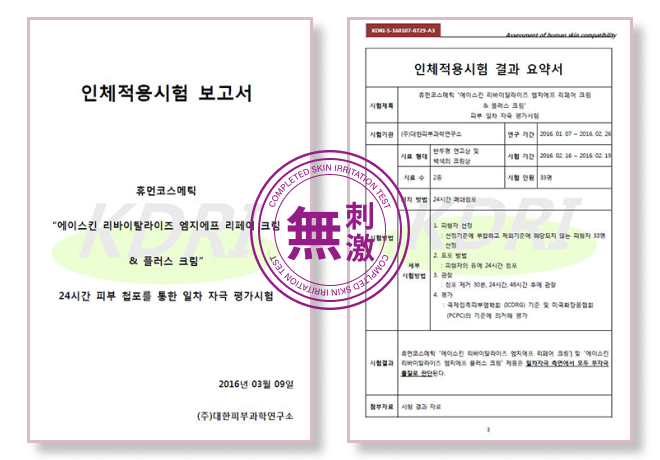 인체적용시험 보고서
휴먼코스메틱
"에이스킨 리바이탈라이즈 엠지에프 리페어 크림
& 플러스 크림"
24시간 피부 첩포를 통한 일차 자극 평가시험
2016년 03월 09일
(주)대한피부과학연구소
KDRI
COMPLETED SKIN IRRITATION TEST
無刺激
COMPLETED SKIN IRRITATION TEST
KDRI-S-160107-0729-A3
Assessment of human skin compatibility
인체적용시험 결과 요약서
시험제목
휴먼코스메틱 "에이스킨 리바이탈라이즈 엠지에프 리페어 크림
& 플러스 크림"
피부 일차 자극 평가시험
시험기관 (주)대한피부과학연구소 연구 기간 2016. 01. 07 ~ 2016. 02. 26
시료 형태 반투명 연고상 및
백색의 크림상
시험 기간 2016. 02. 16 ~ 2016. 02. 19
시료 수 2종 시험 인원 33명
방법 24시간 폐쇄첩포
시험방법
세부
시험방법
1. 피험자 선정
: 선정기준에 부합하고 제외기준에 해당되지 않는 피험자 33명
선정
2. 도포 방법
: 피험자의 등에 24시간 첩포
3. 관찰
: 첩포 제거 30분, 24시간, 48시간 후에 관찰
4. 평가
: 국제접촉피부염학회 (ICDRG) 기준 및 미국화장품협회
(PCPC)의 기준에 의거해 평가
KDRI
시험결과
휴먼코스메틱 "에이스킨 리바이탈라이즈 엠지에프 리페어 크림"] 및 "에이스킨
리바이탈라이즈 엠지에프 플러스 크림" 제품은 일차자극 측면에서 모두 무자극
물질로 판단된다.
첨부자료 시험 결과 자료